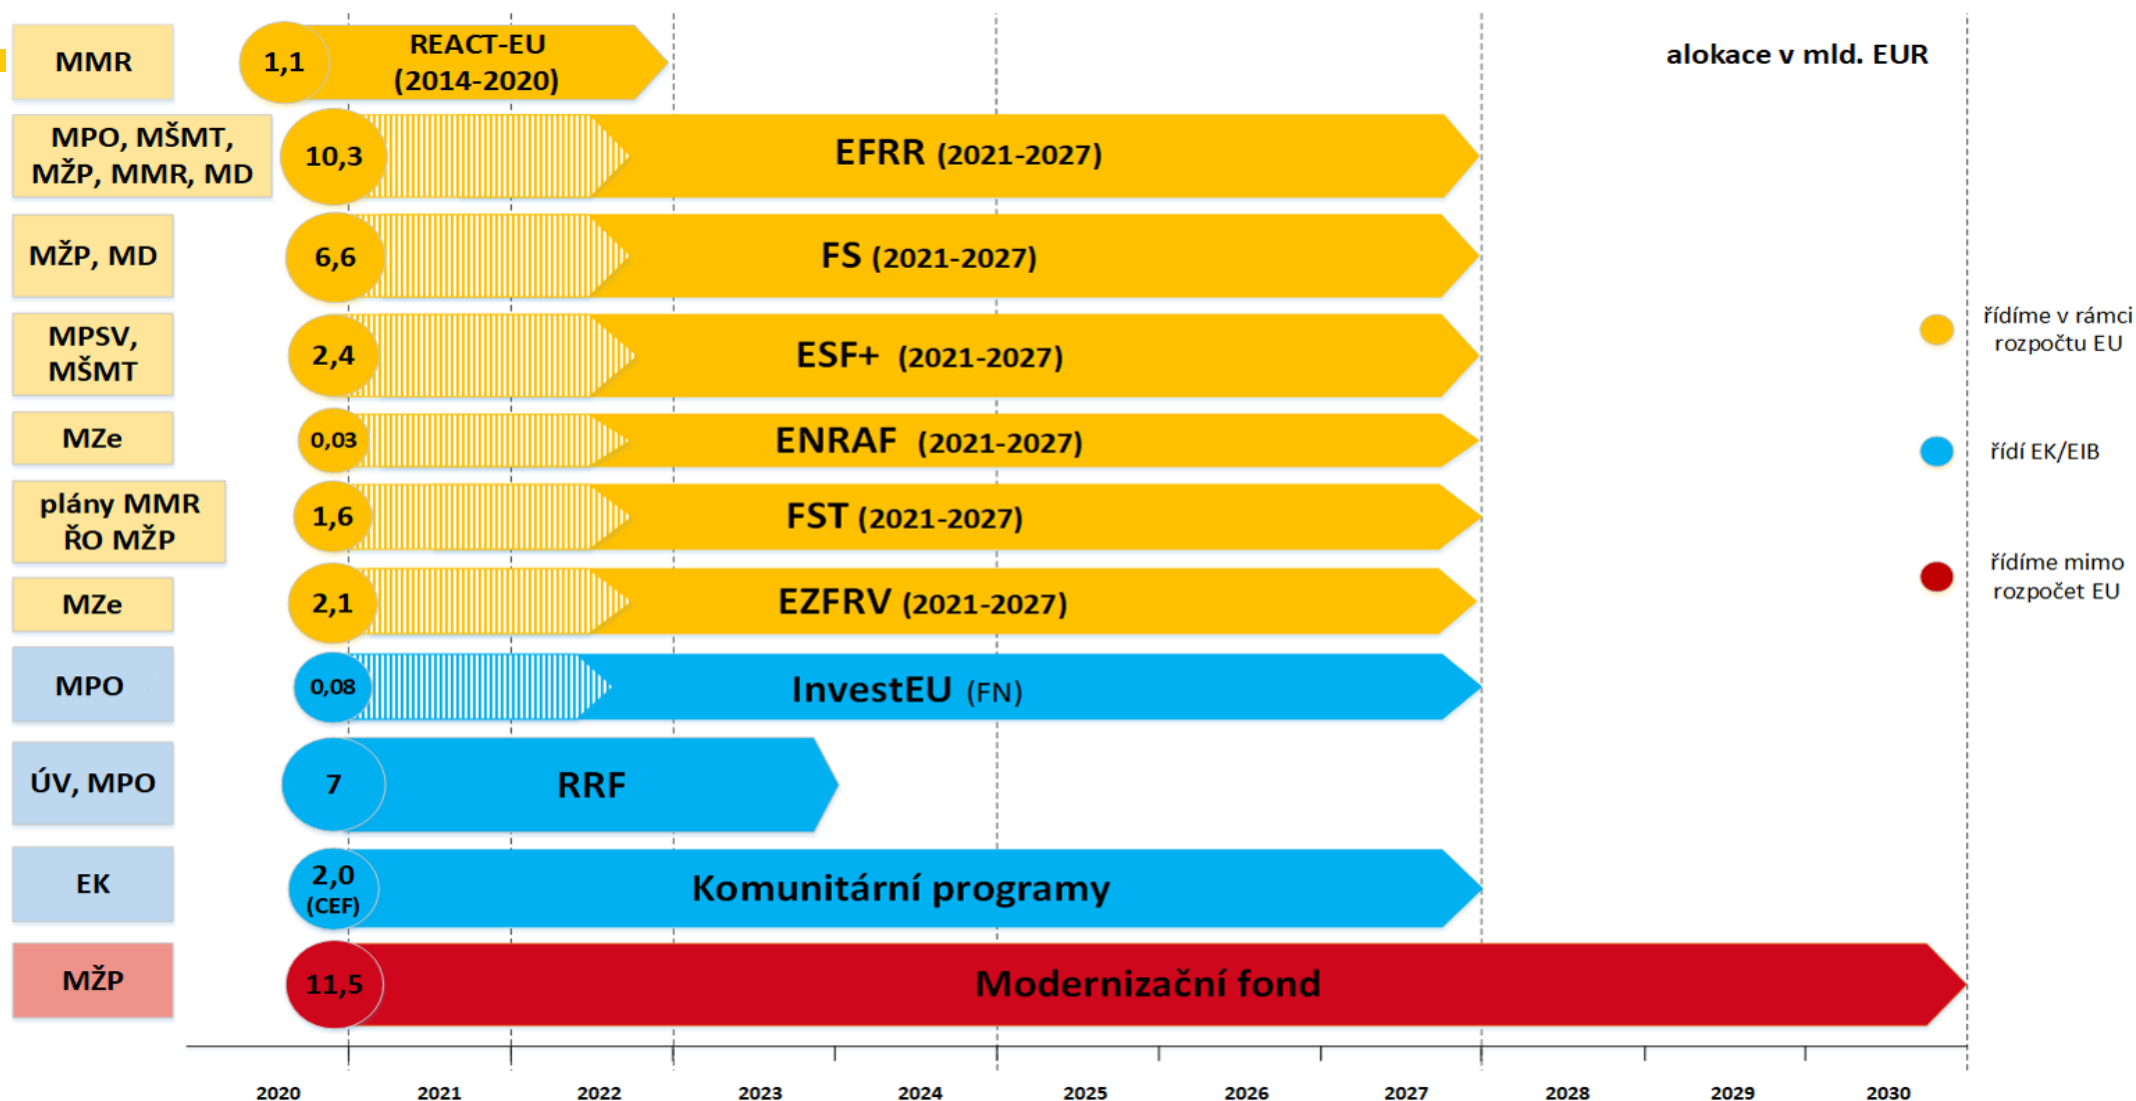 MMR
1,1
REACT-EU
(2014-2020)
alokace v mld. EUR
MPO, MŠMT,
MŽP, MMR, MD
10,3
EFRR (2021-2027)
MŽP, MD
6,6
FS (2021-2027)
MPSV,
MŠMT
2,4
ESF+ (2021-2027)
MZe
0,03
ENRAF (2021-2027)
plány MMR
ŘO MŽP
1,6
FST (2021-2027)
MZe
2,1
EZFRV (2021-2027)
MPO
0,08
InvestEU (FN)
ÚV, MPO
7
RRF
EK
2,0
(CEF)
Komunitární programy
MŽP
11,5
Modernizační fond
řídíme v rámci
rozpočtu EU
řídí EK/EIB
řídíme mimo
rozpočet EU
2020 2021 2022 2023 2024 2025 2026 2027 2028 2029 2030